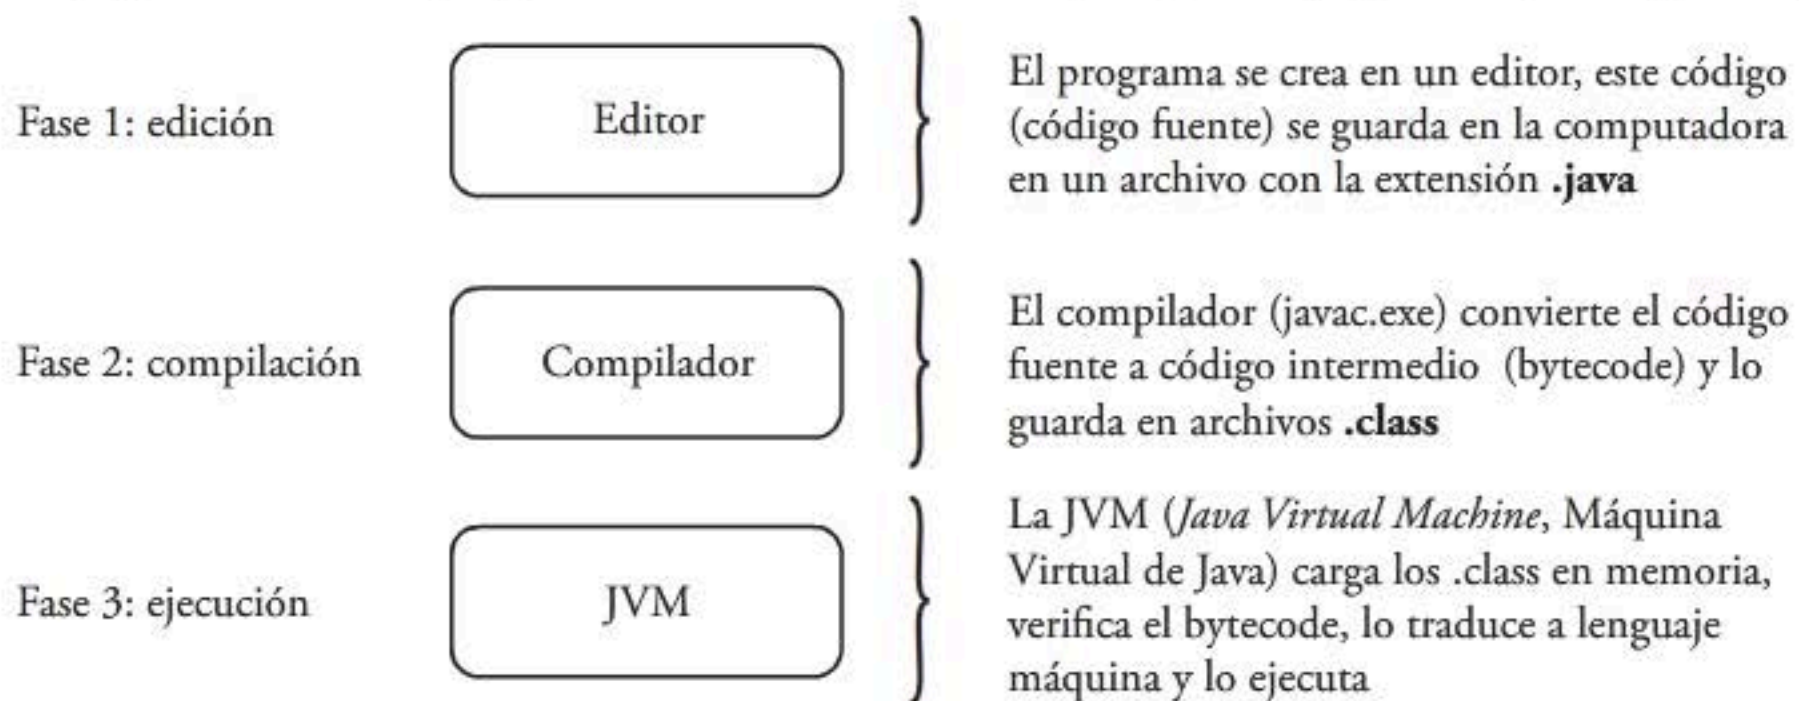 Fase 1: edición
Editor
El programa se crea en un editor, este código
(código fuente) se guarda en la computadora
en un archivo con la extensión .java
Fase 2: compilación
Compilador
El compilador (javac.exe) convierte el código
fuente a código intermedio (bytecode) y lo
guarda en archivos .class
Fase 3: ejecución
JVM
La JVM (Java Virtual Machine, Máquina
Virtual de Java) carga los .class en memoria,
verifica el bytecode, lo traduce a lenguaje
máquina y lo ejecuta